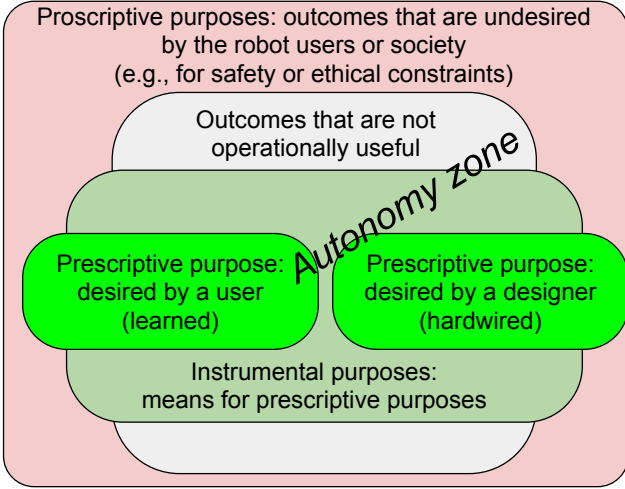 Proscriptive purposes: outcomes that are undesired
by the robot users or society
(e.g., for safety or ethical constraints)
Outcomes that are not
operationally useful
Autonomy zone
Prescriptive purpose:
desired by a user
(learned)
Prescriptive purpose:
desired by a designer
(hardwired)
Instrumental purposes:
means for prescriptive purposes